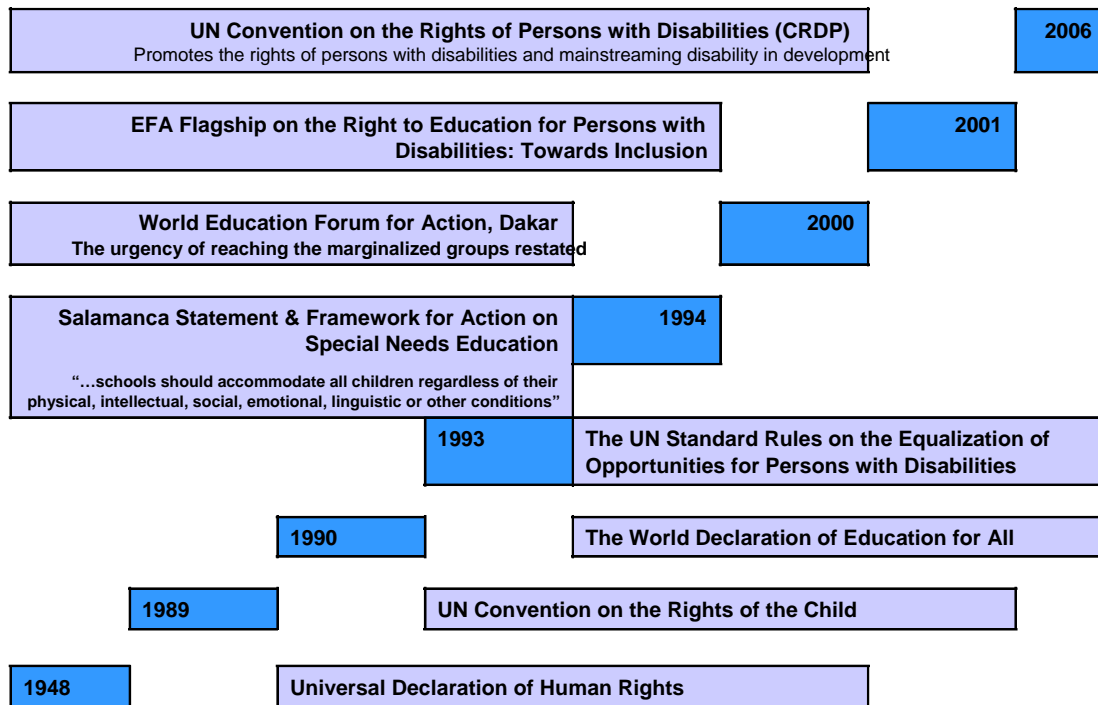 UN Convention on the Rights of Persons with Disabilities (CRDP)
Promotes the rights of persons with disabilities and mainstreaming disability in development
2006
EFA Flagship on the Right to Education for Persons with
Disabilities: Towards Inclusion
2001
World Education Forum for Action, Dakar
The urgency of reaching the marginalized groups restated
2000
Salamanca Statement & Framework for Action on
Special Needs Education
“…schools should accommodate all children regardless of their
physical, intellectual, social, emotional, linguistic or other conditions”
1994
1993
The UN Standard Rules on the Equalization of
Opportunities for Persons with Disabilities
1990
The World Declaration of Education for All
1989
UN Convention on the Rights of the Child
1948
Universal Declaration of Human Rights